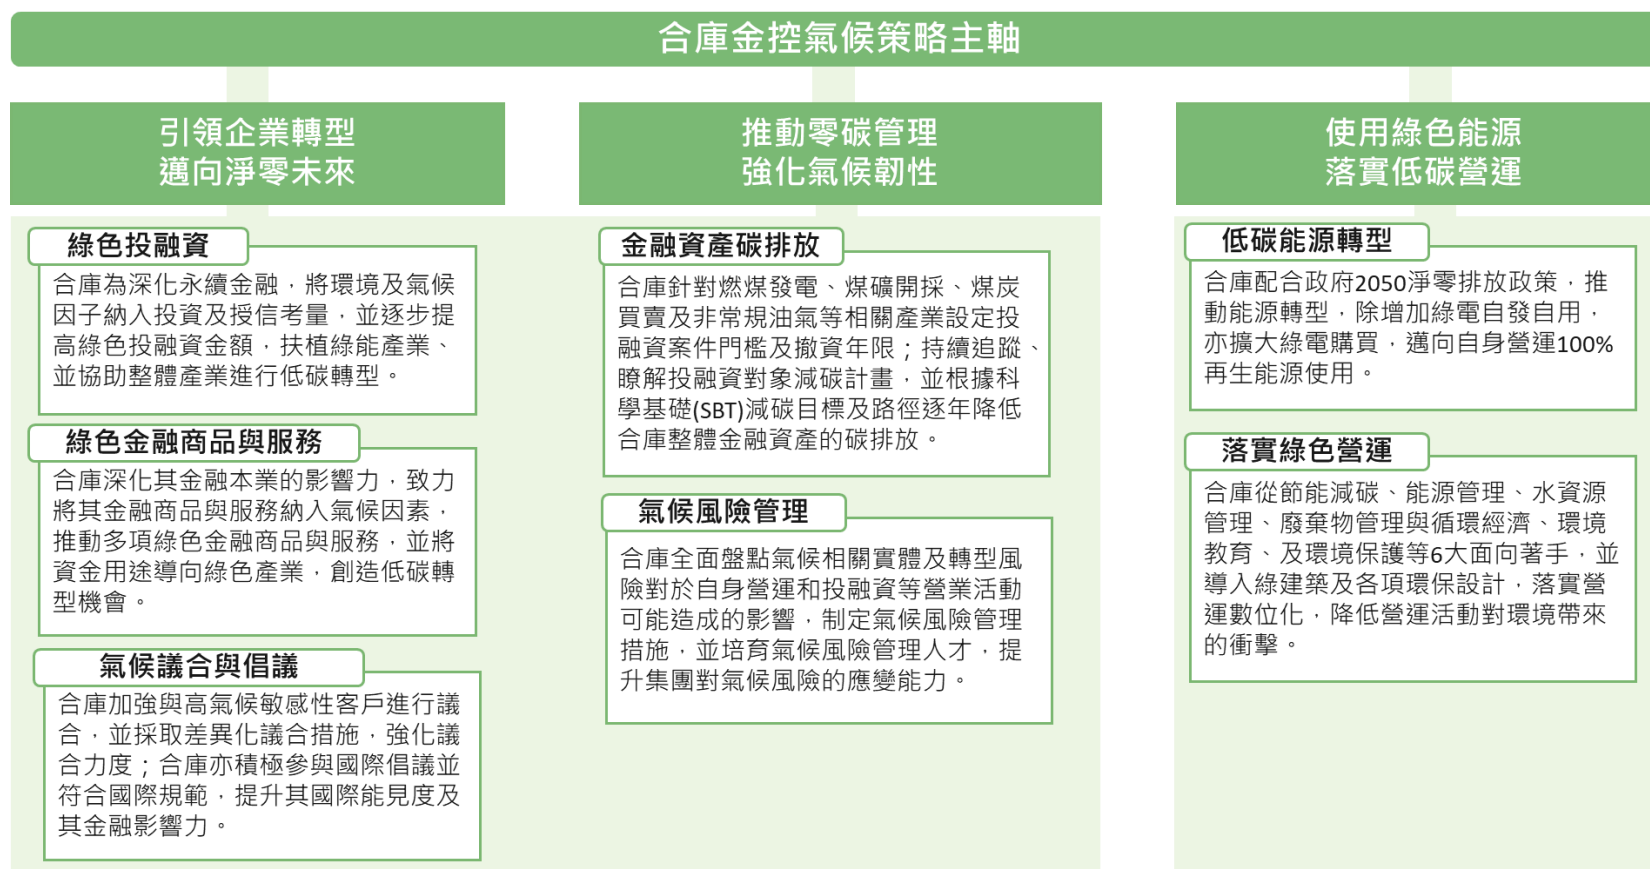 合庫金控氣候策略主軸
引領企業轉型
邁向淨零未來
綠色投融資
合庫為深化永續金融，將環境及氣候
因子納入投資及授信考量，並逐步提
高綠色投融資金額，扶植綠能產業、
並協助整體產業進行低碳轉型。
綠色金融商品與服務
合庫深化其金融本業的影響力，致力
將其金融商品與服務納入氣候因素，
推動多項綠色金融商品與服務，並將
資金用途導向綠色產業，創造低碳轉
型機會。
氣候議合與倡議
合庫加強與高氣候敏感性客戶進行議
合，並採取差異化議合措施，強化議
合力度；合庫亦積極參與國際倡議並
符合國際規範，提升其國際能見度及
其金融影響力。
推動零碳管理
強化氣候韌性
金融資產碳排放
合庫針對燃煤發電、煤礦開採、煤炭
買賣及非常規油氣等相關產業設定投
融資案件門檻及撤資年限；持續追蹤、
瞭解投融資對象減碳計畫，並根據科
學基礎(SBT)減碳目標及路徑逐年降低
合庫整體金融資產的碳排放。
氣候風險管理
合庫全面盤點氣候相關實體及轉型風
險對於自身營運和投融資等營業活動
可能造成的影響，制定氣候風險管理
措施，並培育氣候風險管理人才，提
升集團對氣候風險的應變能力。
使用綠色能源
落實低碳營運
低碳能源轉型
合庫配合政府2050淨零排放政策，推
動能源轉型，除增加綠電自發自用，
亦擴大綠電購買，邁向自身營運100%
再生能源使用。
落實綠色營運
合庫從節能減碳、能源管理、水資源
管理、廢棄物管理與循環經濟、環境
教育、及環境保護等6大面向著手，並
導入綠建築及各項環保設計，落實營
運數位化，降低營運活動對環境帶來
的衝擊。